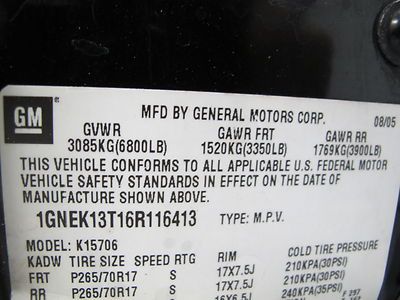 GM
MFD BY GENERAL MOTORS CORP. 08/05
GVWR GAWR FRT GAWR RR
3085KG(6800LB) 1520KG(3350LB) 1769KG(3900LB)
THIS VEHICLE CONFORMS TO ALL APPLICABLE U.S. FEDERAL MOTOR
VEHICLE SAFETY STANDARDS IN EFFECT ON THE DATE OF
MANUFACTURE SHOWN ABOVE.
1GNEK13T16R116413 TYPE: M.P.V.
MODEL: K15706
KADW TIRE SIZE SPEED RTG RIM COLD TIRE PRESSURE
FRT P265/70R17 S 17X7.5J 210KPA(30PSI)
RR P265/70R17 S 17X7.5J 210KPA(30PSI)
16X6.5J 240KPA(35PSI)